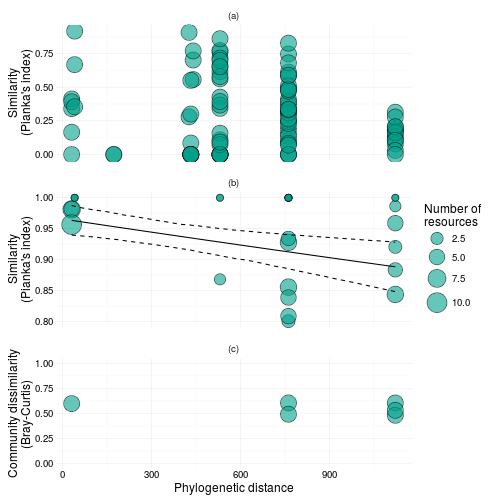 (a)
0.75
0.50
0.25
0.00
Similarity
(Pianka's index)
(b)
1.00
0.95
0.90
0.85
0.80
Similarity
(Pianka's index)
Number of
resources
2.5
5.0
7.5
10.0
(c)
1.00
0.75
0.50
0.25
0.00
Community dissimilarity
(Bray-Curtis)
0 300 600 900
Phylogenetic distance